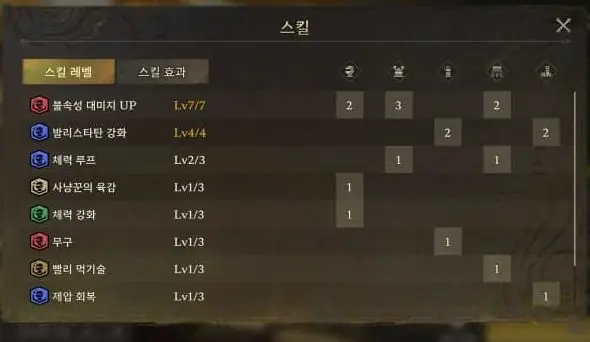 스킬
스킬 레벨 스킬 효과
불속성 대미지 UP Lv7/7 2 3 2
발리스타탄 강화 Lv4/4 2 2
체력 루프 Lv2/3 1 1
사냥꾼의 육감 Lv1/3 1
체력 강화 Lv1/3 1
무구 Lv1/3 1
빨리 먹기술 Lv1/3 1
제압 회복 Lv1/3 1